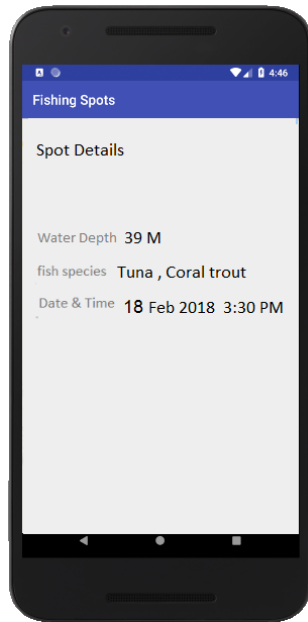 4:46
Fishing Spots
Spot Details
Water Depth 39 M
fish species Tuna , Coral trout
Date & Time 18 Feb 2018 3:30 PM